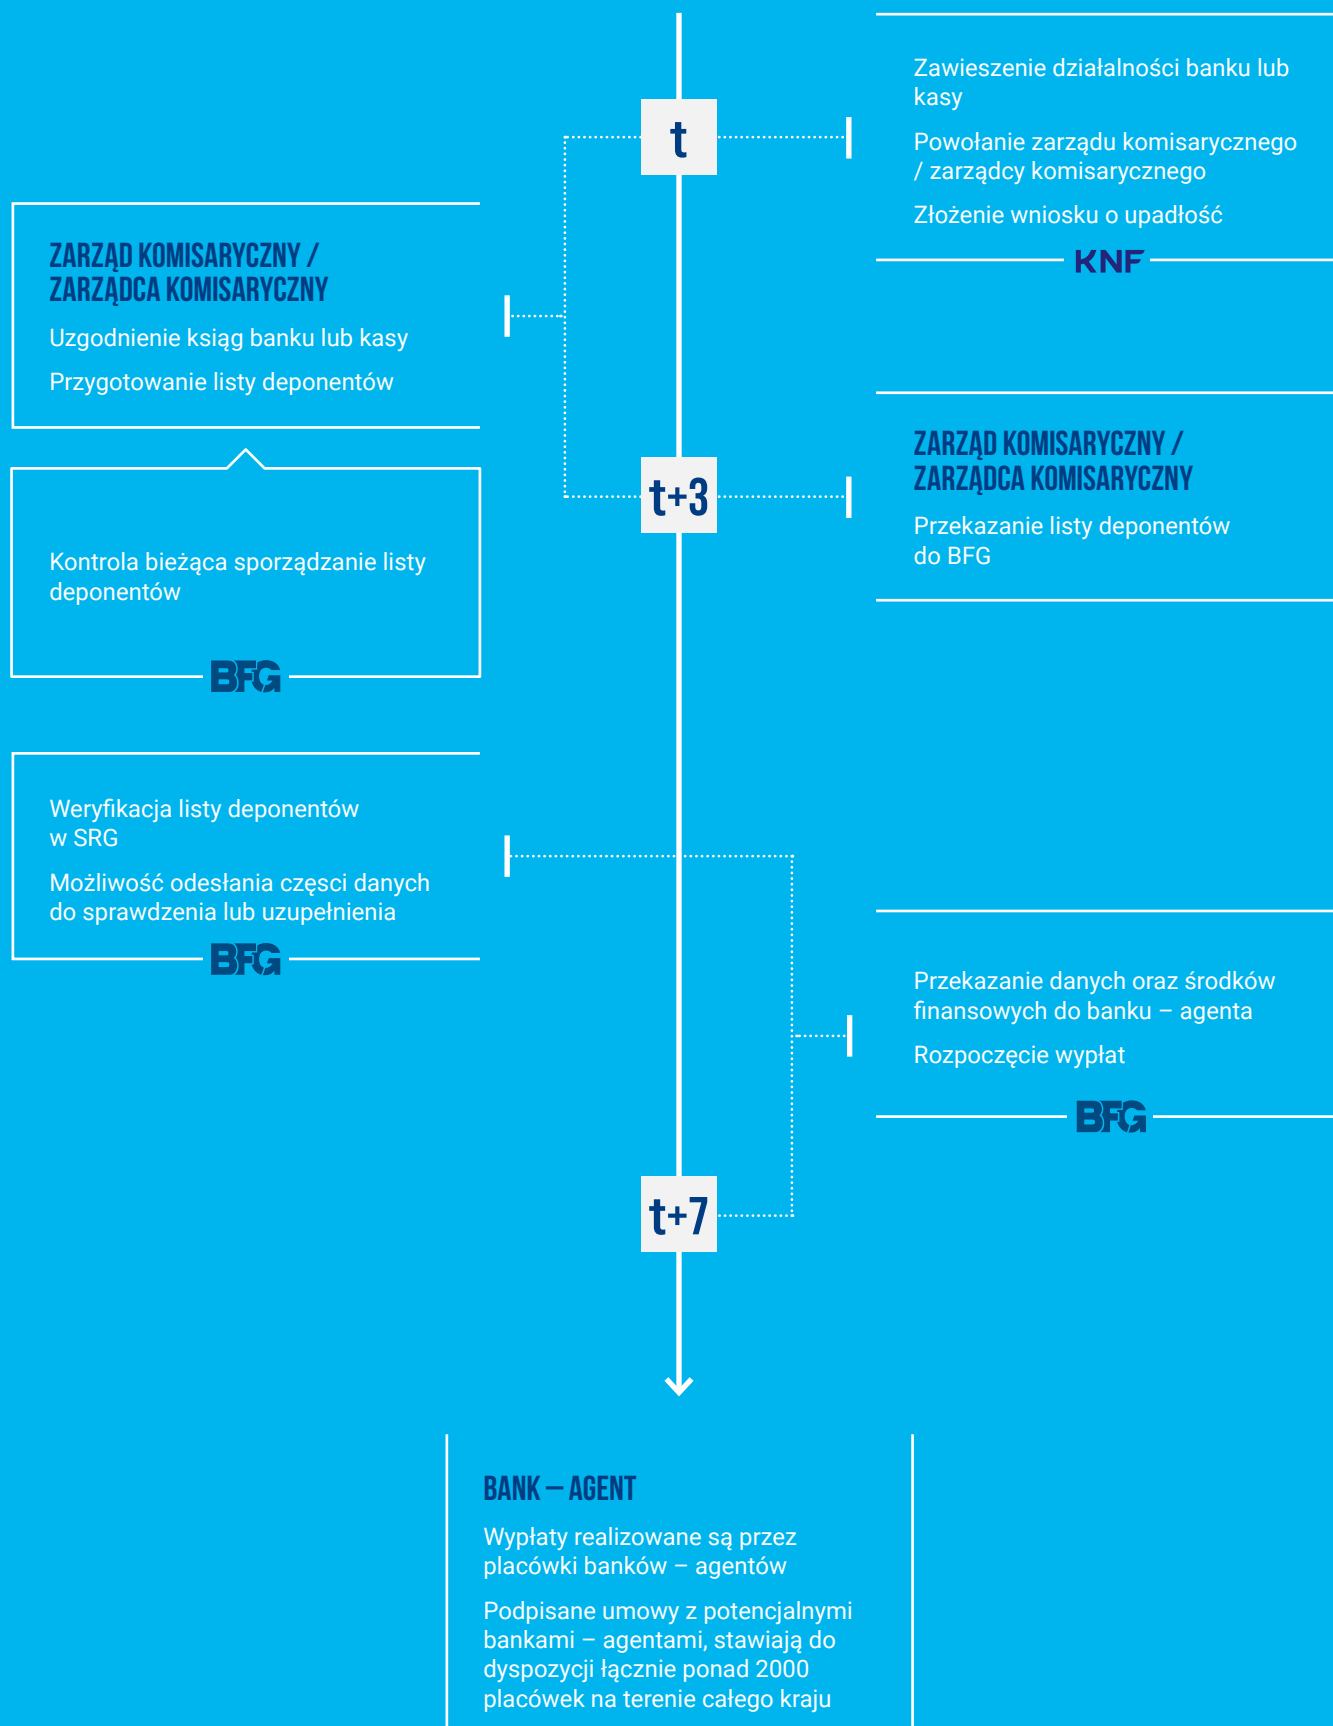 t
Zawieszenie działalności banku lub
kasy
Powołanie zarządu komisarycznego
/ zarządcy komisarycznego
Złożenie wniosku o upadłość
KNF
ZARZĄD KOMISARYCZNY /
ZARZĄDCA KOMISARYCZNY
Uzgodnienie ksiąg banku lub kasy
Przygotowanie listy deponentów
t+3
ZARZĄD KOMISARYCZNY /
ZARZĄDCA KOMISARYCZNY
Przekazanie listy deponentów
do BFG
Kontrola bieżąca sporządzanie listy
deponentów
BFG
Weryfikacja listy deponentów
w SRG
Możliwość odesłania częsci danych
do sprawdzenia lub uzupełnienia
BFG
Przekazanie danych oraz środków
finansowych do banku – agenta
Rozpoczęcie wypłat
BFG
t+7
BANK – AGENT
Wypłaty realizowane są przez
placówki banków – agentów
Podpisane umowy z potencjalnymi
bankami – agentami, stawiają do
dyspozycji łącznie ponad 2000
placówek na terenie całego kraju